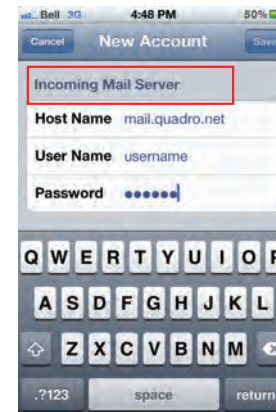 Bell 3G 4:48 PM 50%
Cancel New Account Save
Incoming Mail Server
Host Name mail.quadro.net
User Name username
Password ••••••
Q W E R T Y U I O P
A S D F G H J K L
Z X C V B N M
.?123 space return